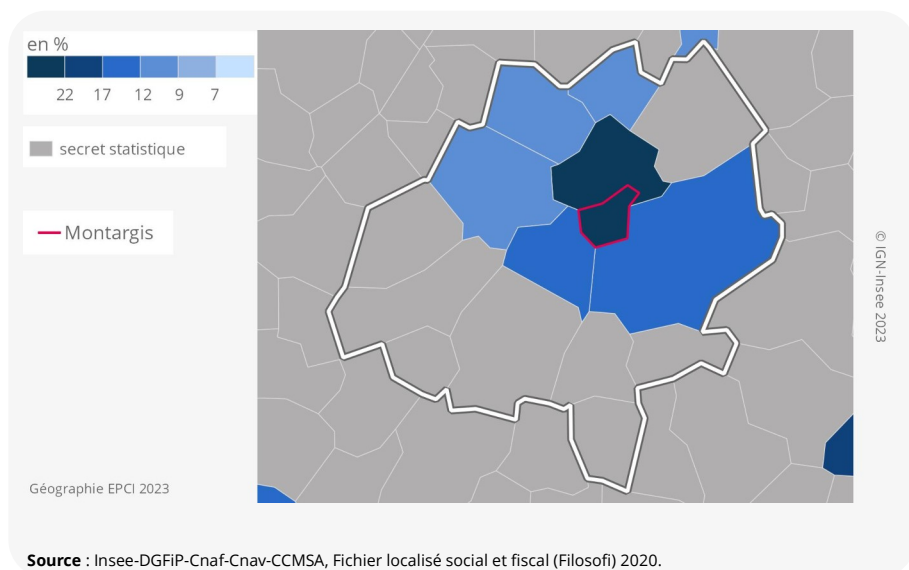 en %
22 17 12 9 7
secret statistique
Montargis
© IGN-Insee 2023
Géographie EPCI 2023
Source : Insee-DGFiP-Cnaf-Cnav-CCMSA, Fichier localisé social et fiscal (Filosofi) 2020.